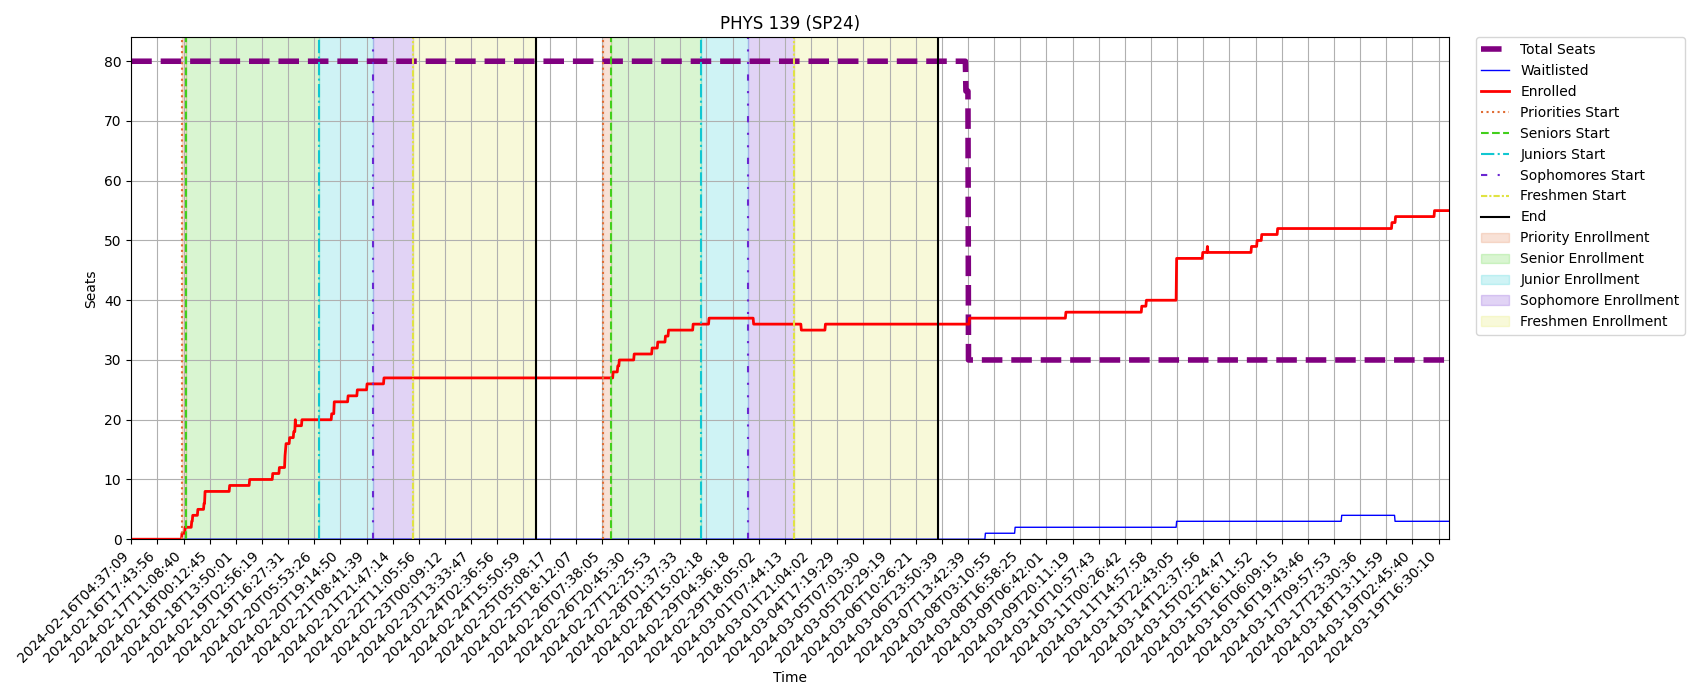 PHYS 139 (SP24)
Seats
80
70
60
50
40
30
20
10
0
2024-02-16T04:37:09
2024-02-16T17:43:56
2024-02-17T11:08:40
2024-02-18T00:12:45
2024-02-18T13:50:01
2024-02-19T02:56:19
2024-02-19T16:27:31
2024-02-20T05:53:26
2024-02-20T19:14:50
2024-02-21T08:41:39
2024-02-21T21:47:14
2024-02-22T11:05:56
2024-02-23T00:09:12
2024-02-23T13:35:47
2024-02-24T02:36:56
2024-02-24T15:50:59
2024-02-25T05:08:17
2024-02-25T18:12:07
2024-02-26T07:38:05
2024-02-26T20:45:30
2024-02-27T12:25:53
2024-02-28T01:37:33
2024-02-28T15:02:18
2024-02-29T04:36:18
2024-02-29T18:05:02
2024-03-01T07:44:13
2024-03-01T21:04:02
2024-03-04T17:19:29
2024-03-05T07:03:30
2024-03-05T20:29:19
2024-03-06T10:26:21
2024-03-06T23:50:39
2024-03-07T13:42:39
2024-03-08T03:10:55
2024-03-08T16:58:25
2024-03-09T06:42:01
2024-03-09T20:11:19
2024-03-10T10:57:43
2024-03-11T00:26:42
2024-03-11T14:57:58
2024-03-13T22:43:05
2024-03-14T12:37:56
2024-03-15T02:24:47
2024-03-15T16:11:52
2024-03-16T06:09:15
2024-03-16T19:43:46
2024-03-17T09:57:53
2024-03-17T23:30:36
2024-03-18T13:11:59
2024-03-19T02:45:40
2024-03-19T16:30:10
Time
Total Seats
Waitlisted
Enrolled
Priorities Start
Seniors Start
Juniors Start
Sophomores Start
Freshmen Start
End
Priority Enrollment
Senior Enrollment
Junior Enrollment
Sophomore Enrollment
Freshmen Enrollment